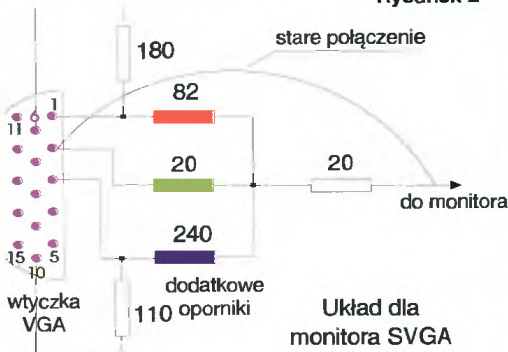 Rysunek 2
stare połączenie
180
82
1
11
20
20
do monitora
240
15
5
10
dodatkowe
oporniki
110
wtyczka
VGA
Układ dla
monitora SVGA